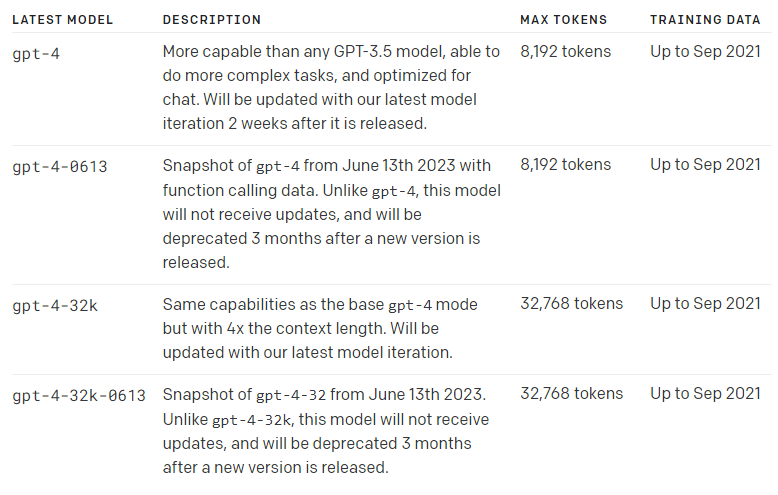 LATEST MODEL DESCRIPTION MAX TOKENS TRAINING DATA
gpt-4 More capable than any GPT-3.5 model, able to 8,192 tokens Up to Sep 2021
do more complex tasks, and optimized for
chat. Will be updated with our latest model
iteration 2 weeks after it is released.
gpt-4-0613 Snapshot of gpt-4 from June 13th 2023 with 8,192 tokens Up to Sep 2021
function calling data. Unlike gpt-4, this model
will not receive updates, and will be
deprecated 3 months after a new version is
released.
gpt-4-32k Same capabilities as the base gpt-4 mode 32,768 tokens Up to Sep 2021
but with 4x the context length. Will be
updated with our latest model iteration.
gpt-4-32k-0613 Snapshot of gpt-4-32 from June 13th 2023. 32,768 tokens Up to Sep 2021
Unlike gpt-4-32k, this model will not receive
updates, and will be deprecated 3 months
after a new version is released.